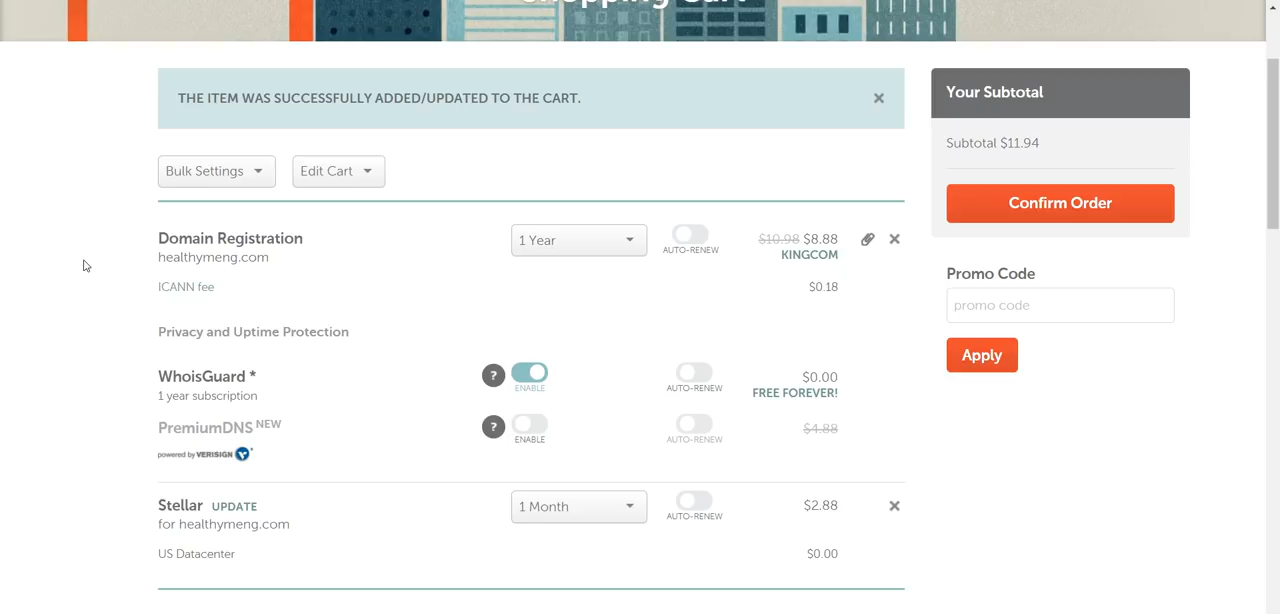 Shopping Cart
THE ITEM WAS SUCCESSFULLY ADDED/UPDATED TO THE CART.
Bulk Settings
Edit Cart
Domain Registration
healthymeng.com
1 Year
AUTO-RENEW
$10.98 $8.88
KINGCOM
ICANN fee
$0.18
Privacy and Uptime Protection
WhoisGuard *
1 year subscription
?
ENABLE
AUTO-RENEW
$0.00
FREE FOREVER!
PremiumDNS NEW
powered by VERISIGN
?
ENABLE
AUTO-RENEW
$4.88
Stellar UPDATE
for healthymeng.com
1 Month
AUTO-RENEW
$2.88
US Datacenter
$0.00
Your Subtotal
Subtotal $11.94
Confirm Order
Promo Code
promo code
Apply